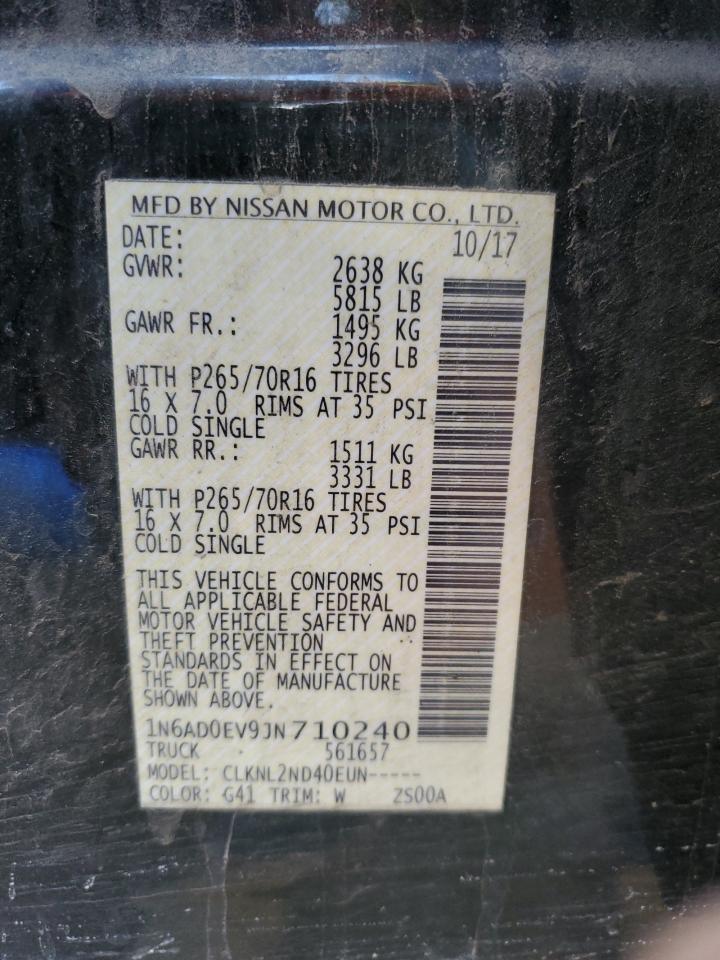 MFD BY NISSAN MOTOR CO., LTD.
DATE: 10/17
GVWR: 2638 KG
5815 LB
GAWR FR.: 1495 KG
3296 LB
WITH P265/70R16 TIRES
16 X 7.0 RIMS AT 35 PSI
COLD SINGLE
GAWR RR.: 1511 KG
3331 LB
WITH P265/70R16 TIRES
16 X 7.0 RIMS AT 35 PSI
COLD SINGLE
THIS VEHICLE CONFORMS TO
ALL APPLICABLE FEDERAL
MOTOR VEHICLE SAFETY AND
THEFT PREVENTION
STANDARDS IN EFFECT ON
THE DATE OF MANUFACTURE
SHOWN ABOVE.
1N6AD0EV9JN710240
TRUCK 561657
MODEL: CLKNL2ND40EUN-----
COLOR: G41 TRIM: W ZS00A